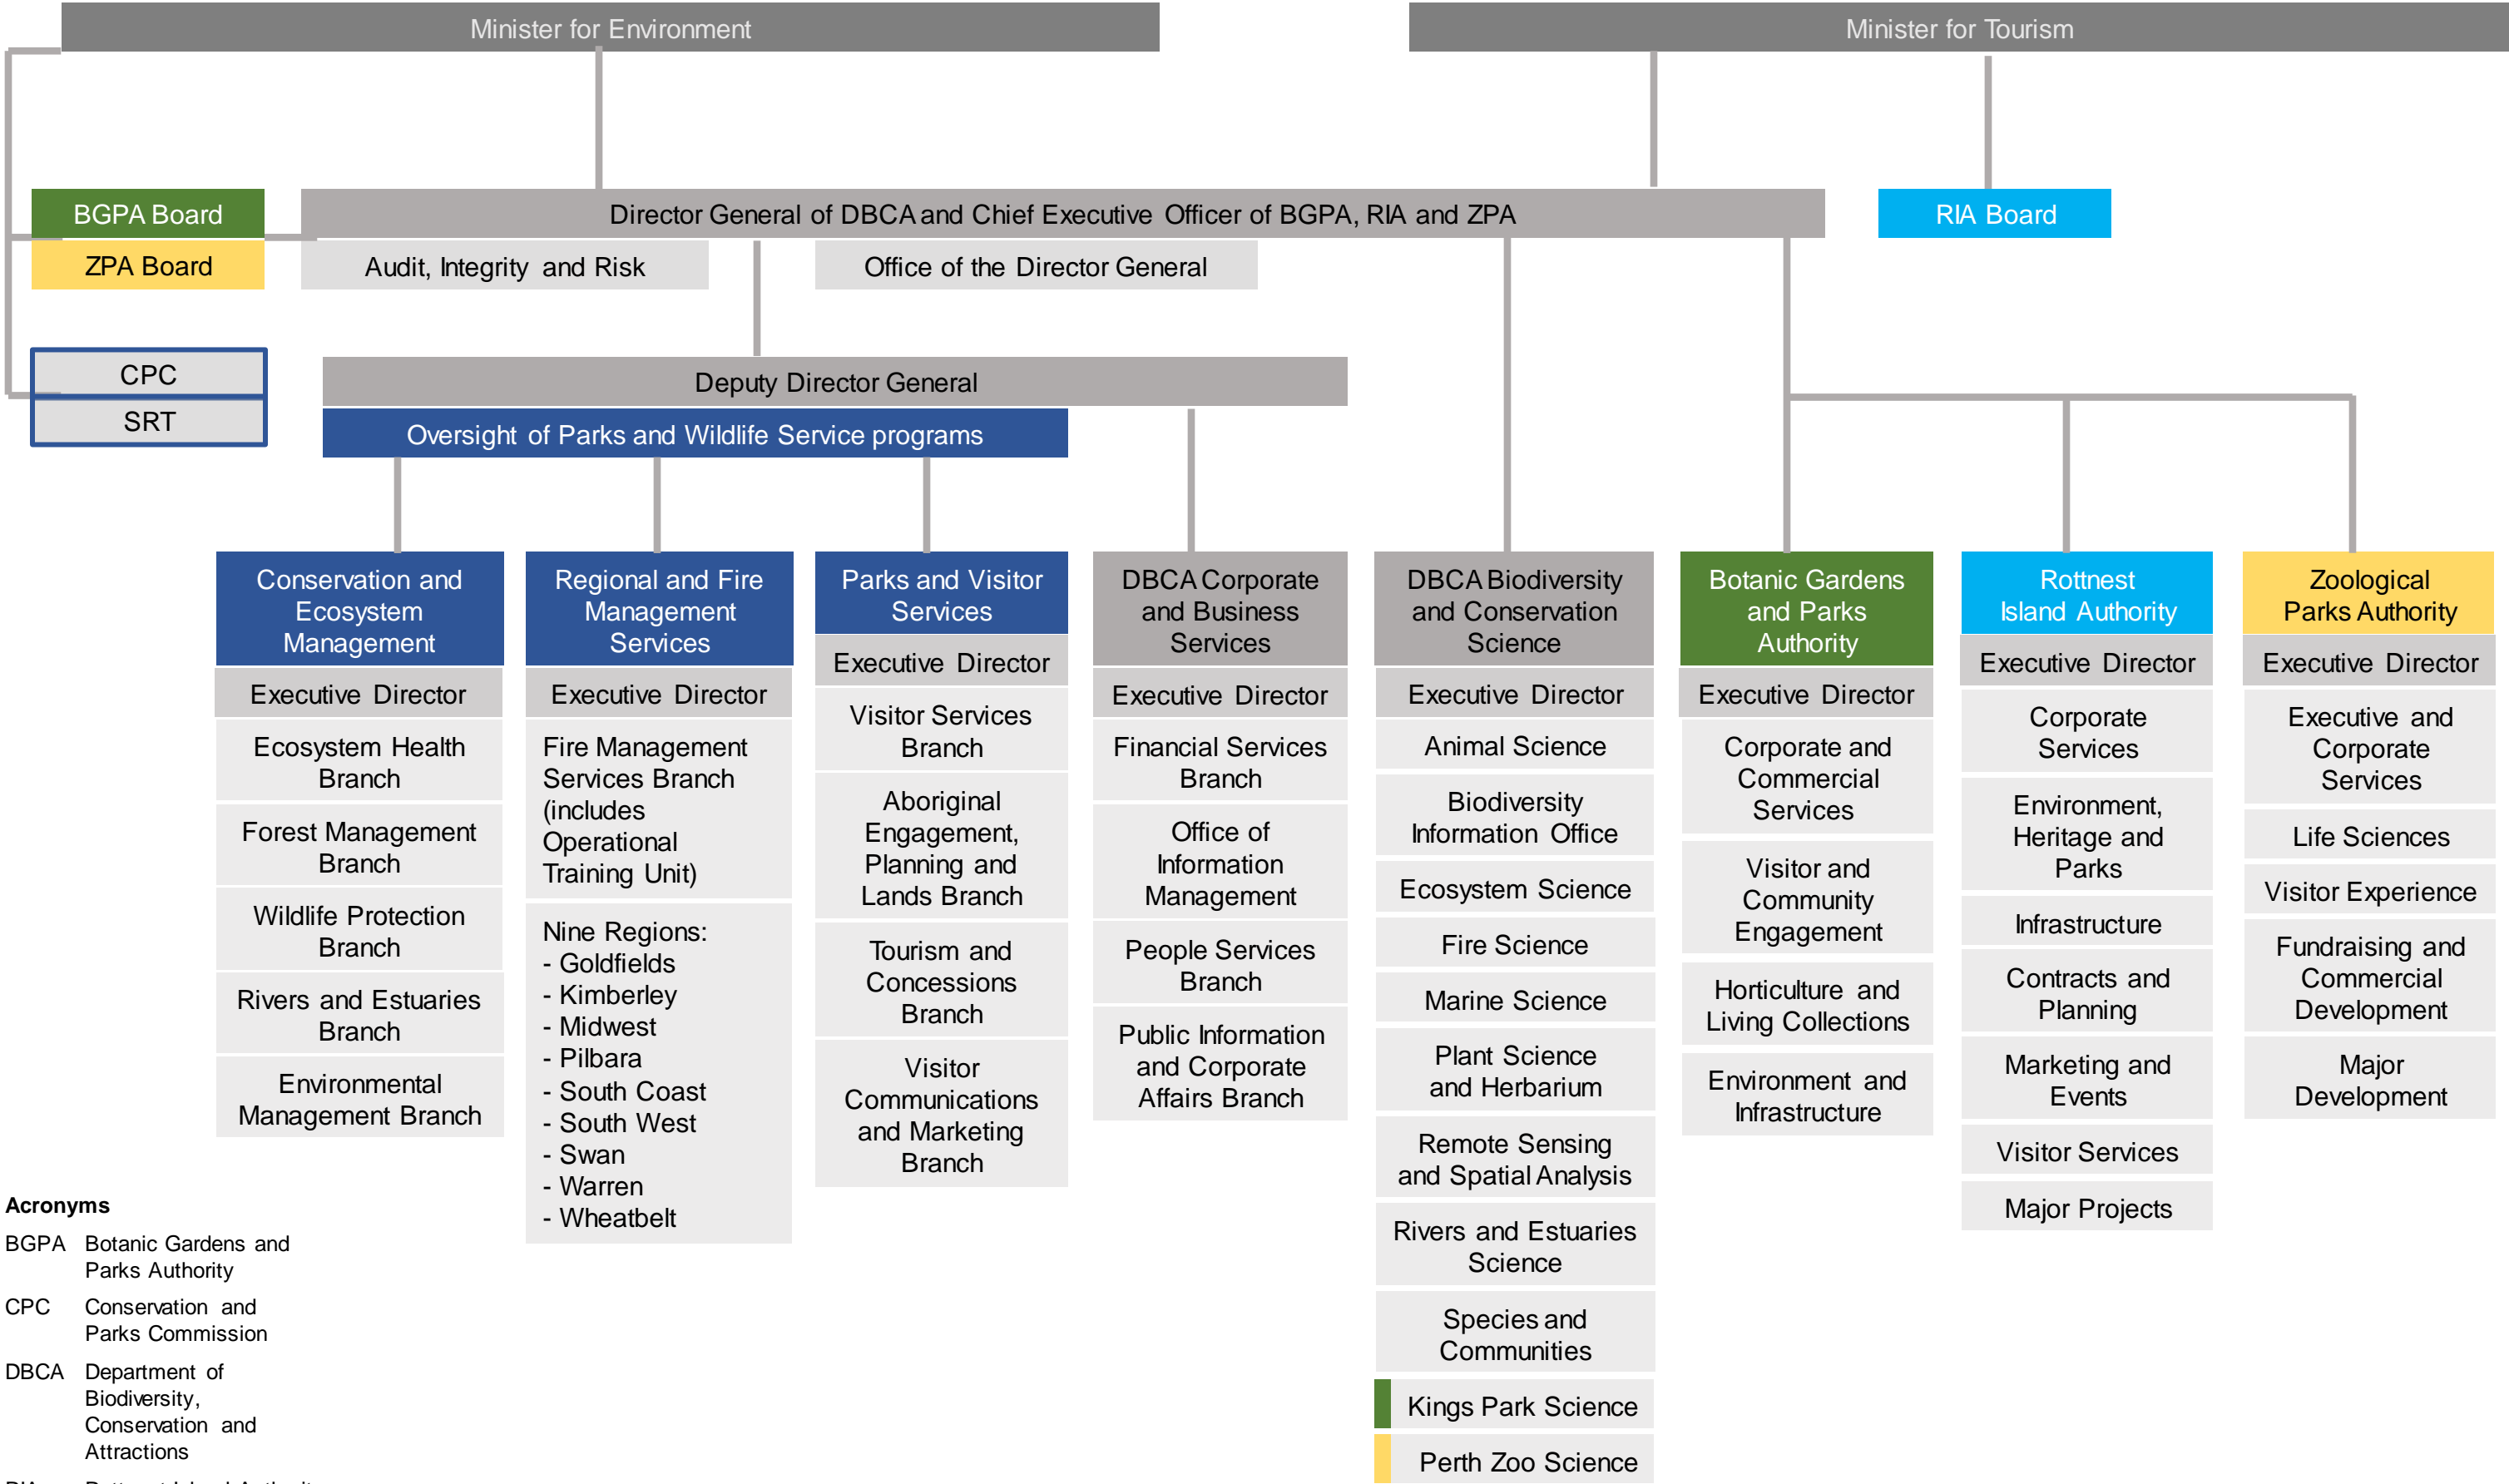 Minister for Environment
Minister for Tourism
BGPA Board
Director General of DBCA and Chief Executive Officer of BGPA, RIA and ZPA
RIA Board
ZPA Board
Audit, Integrity and Risk
Office of the Director General
CPC
SRT
Deputy Director General
Oversight of Parks and Wildlife Service programs
Conservation and
Ecosystem
Management
Executive Director
Ecosystem Health
Branch
Forest Management
Branch
Wildlife Protection
Branch
Rivers and Estuaries
Branch
Environmental
Management Branch
Regional and Fire
Management
Services
Executive Director
Fire Management
Services Branch
(includes
Operational
Training Unit)
Nine Regions:
- Goldfields
- Kimberley
- Midwest
- Pilbara
- South Coast
- South West
- Swan
- Warren
- Wheatbelt
Parks and Visitor
Services
Executive Director
Visitor Services
Branch
Aboriginal
Engagement,
Planning and
Lands Branch
Tourism and
Concessions
Branch
Visitor
Communications
and Marketing
Branch
DBCA Corporate
and Business
Services
Executive Director
Financial Services
Branch
Office of
Information
Management
People Services
Branch
Public Information
and Corporate
Affairs Branch
DBCA Biodiversity
and Conservation
Science
Executive Director
Animal Science
Biodiversity
Information Office
Ecosystem Science
Fire Science
Marine Science
Plant Science
and Herbarium
Remote Sensing
and Spatial Analysis
Rivers and Estuaries
Science
Species and
Communities
Kings Park Science
Perth Zoo Science
Botanic Gardens
and Parks
Authority
Executive Director
Corporate and
Commercial
Services
Visitor and
Community
Engagement
Horticulture and
Living Collections
Environment and
Infrastructure
Rottnest
Island Authority
Executive Director
Corporate
Services
Environment,
Heritage and
Parks
Infrastructure
Contracts and
Planning
Marketing and
Events
Visitor Services
Major Projects
Zoological
Parks Authority
Executive Director
Executive and
Corporate
Services
Life Sciences
Visitor Experience
Fundraising and
Commercial
Development
Major
Development
Acronyms
BGPA Botanic Gardens and
Parks Authority
CPC Conservation and
Parks Commission
DBCA Department of
Biodiversity,
Conservation and
Attractions